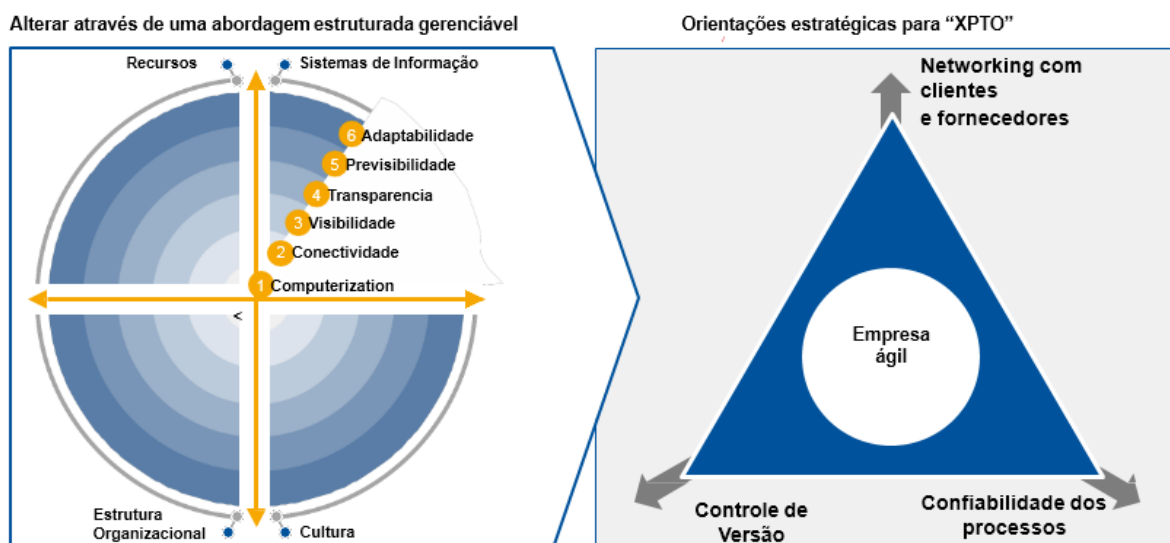 Alterar através de uma abordagem estruturada gerenciável
Recursos
Sistemas de Informação
6 Adaptabilidade
5 Previsibilidade
4 Transparencia
3 Visibilidade
2 Conectividade
1 Computerization
<
Estrutura
Organizacional
Cultura
Orientações estratégicas para “XPTO”
Networking com
clientes
e fornecedores
Empresa
ágil
Controle de
Versão
Confiabilidade dos
processos